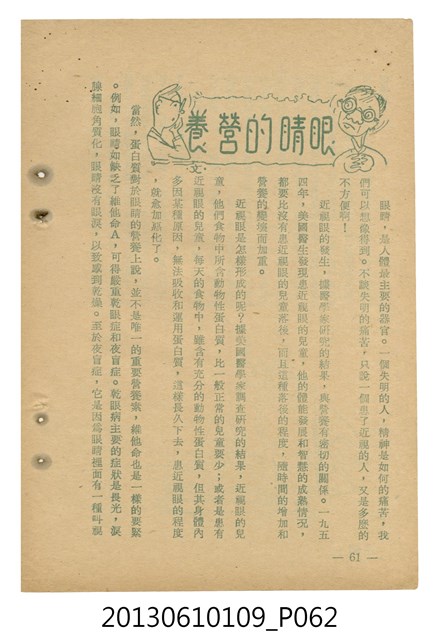 眼睛的營養
·文·
眼睛，是人體最主要的器官。一個失明的人，精神是如何的痛苦，我
們可以想像得到。不談失明的痛苦，只說一個患了近視的人，又是多麼的
不方便啊！
近視眼的發生，據醫學家研究的結果，與營養有密切的關係。一九五
四年，美國醫生發現患近視眼的兒童，他的體能發展和智慧的成熟情況，
都要比沒有患近視眼的兒童落後，而且這種落後的程度，隨時間的增加和
營養的變壞而加重。
近視眼是怎樣形成的呢？據英國醫學家調查研究的結果，近視眼的兒
童，他們食物中所含動物性蛋白質，比一般正常的兒童要少；或者是患有
近視眼的兒童，每天的食物中，雖含有充分的動物性蛋白質，但其身體內
多因某種原因，無法吸收和運用蛋白質，這樣長久下去，患近視眼的程度
，就愈加惡化了。
當然，蛋白質對於眼睛的營養上說，並不是唯一的重要營養素，維他命也是一樣的要緊
。例如，眼睛如缺乏了維他命A，可得嚴重乾眼症和夜盲症。乾眼病主要的症狀是畏光，淚
腺細胞角質化，眼睛沒有眼淚，以致感到乾燥。至於夜盲症，它是因為眼睛裡面有一種叫視
— 61 —
20130610109_P062